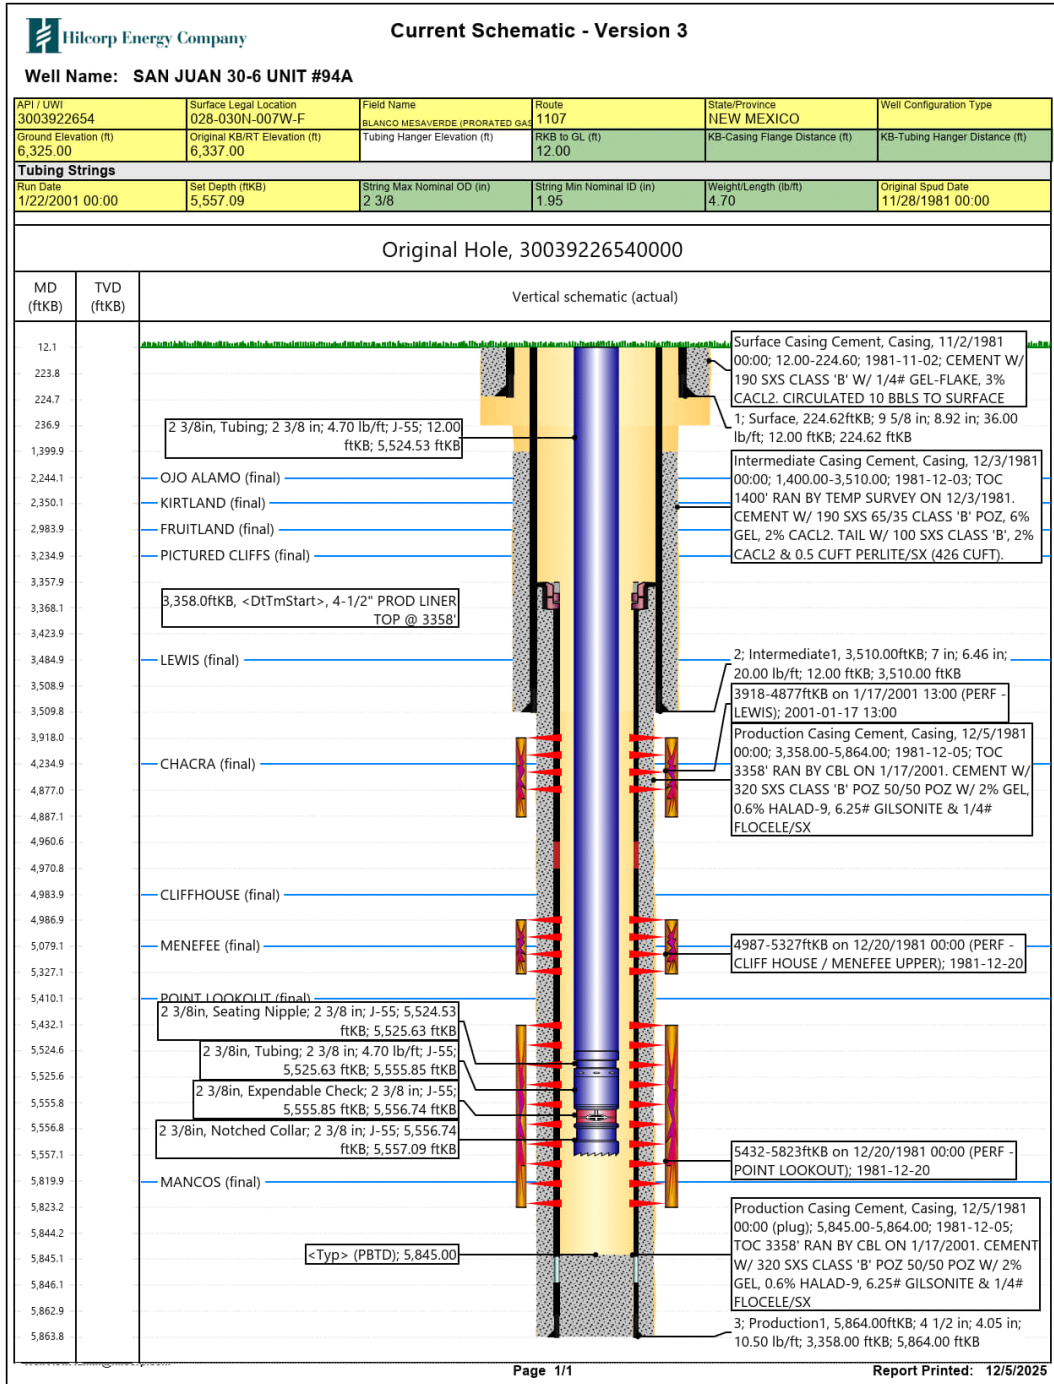 Hilcorp Energy Company
Current Schematic - Version 3
Well Name: SAN JUAN 30-6 UNIT #94A
API / UWI
3003922654
Surface Legal Location
028-030N-007W-F
Field Name
BLANCO MESAVERDE (PRORATED GAS
Route
1107
State/Province
NEW MEXICO
Well Configuration Type
Ground Elevation (ft)
6,325.00
Original KB/RT Elevation (ft)
6,337.00
Tubing Hanger Elevation (ft)
RKB to GL (ft)
12.00
KB-Casing Flange Distance (ft)
KB-Tubing Hanger Distance (ft)
Tubing Strings
Run Date
1/22/2001 00:00
Set Depth (ftKB)
5,557.09
String Max Nominal OD (in)
2 3/8
String Min Nominal ID (in)
1.95
Weight/Length (lb/ft)
4.70
Original Spud Date
11/28/1981 00:00
Original Hole, 30039226540000
MD
(ftKB)
TVD
(ftKB)
Vertical schematic (actual)
12.1
223.8
224.7
236.9
1,399.9
2,244.1
2,350.1
2,983.9
3,234.9
3,357.9
3,368.1
3,423.9
3,484.9
3,508.9
3,509.8
3,918.0
4,234.9
4,877.0
4,887.1
4,960.6
4,970.8
4,983.9
4,986.9
5,079.1
5,327.1
5,410.1
5,432.1
5,524.6
5,525.6
5,555.8
5,556.8
5,557.1
5,819.9
5,823.2
5,844.2
5,845.1
5,846.1
5,862.9
5,863.8
2 3/8in, Tubing; 2 3/8 in; 4.70 lb/ft; J-55; 12.00
ftKB; 5,524.53 ftKB
OJO ALAMO (final)
KIRTLAND (final)
FRUITLAND (final)
PICTURED CLIFFS (final)
3,358.0ftKB, <DtTmStart>, 4-1/2" PROD LINER
TOP @ 3358'
LEWIS (final)
CHACRA (final)
CLIFFHOUSE (final)
MENEFEE (final)
POINT LOOKOUT (final)
2 3/8in, Seating Nipple; 2 3/8 in; J-55; 5,524.53
ftKB; 5,525.63 ftKB
2 3/8in, Tubing; 2 3/8 in; 4.70 lb/ft; J-55;
5,525.63 ftKB; 5,555.85 ftKB
2 3/8in, Expendable Check; 2 3/8 in; J-55;
5,555.85 ftKB; 5,556.74 ftKB
2 3/8in, Notched Collar; 2 3/8 in; J-55; 5,556.74
ftKB; 5,557.09 ftKB
MANCOS (final)
<Typ> (PBTD); 5,845.00
Surface Casing Cement, Casing, 11/2/1981
00:00; 12.00-224.60; 1981-11-02; CEMENT W/
190 SXS CLASS 'B' W/ 1/4# GEL-FLAKE, 3%
CACL2. CIRCULATED 10 BBLS TO SURFACE
1; Surface, 224.62ftKB; 9 5/8 in; 8.92 in; 36.00
lb/ft; 12.00 ftKB; 224.62 ftKB
Intermediate Casing Cement, Casing, 12/3/1981
00:00; 1,400.00-3,510.00; 1981-12-03; TOC
1400' RAN BY TEMP SURVEY ON 12/3/1981.
CEMENT W/ 190 SXS 65/35 CLASS 'B' POZ, 6%
GEL, 2% CACL2. TAIL W/ 100 SXS CLASS 'B', 2%
CACL2 & 0.5 CUFT PERLITE/SX (426 CUFT).
2; Intermediate1, 3,510.00ftKB; 7 in; 6.46 in;
20.00 lb/ft; 12.00 ftKB; 3,510.00 ftKB
3918-4877ftKB on 1/17/2001 13:00 (PERF -
LEWIS); 2001-01-17 13:00
Production Casing Cement, Casing, 12/5/1981
00:00; 3,358.00-5,864.00; 1981-12-05; TOC
3358' RAN BY CBL ON 1/17/2001. CEMENT W/
320 SXS CLASS 'B' POZ 50/50 POZ W/ 2% GEL,
0.6% HALAD-9, 6.25# GILSONITE & 1/4#
FLOCELE/SX
4987-5327ftKB on 12/20/1981 00:00 (PERF -
CLIFF HOUSE / MENEFEE UPPER); 1981-12-20
5432-5823ftKB on 12/20/1981 00:00 (PERF -
POINT LOOKOUT); 1981-12-20
Production Casing Cement, Casing, 12/5/1981
00:00 (plug); 5,845.00-5,864.00; 1981-12-05;
TOC 3358' RAN BY CBL ON 1/17/2001. CEMENT
W/ 320 SXS CLASS 'B' POZ 50/50 POZ W/ 2%
GEL, 0.6% HALAD-9, 6.25# GILSONITE & 1/4#
FLOCELE/SX
3; Production1, 5,864.00ftKB; 4 1/2 in; 4.05 in;
10.50 lb/ft; 3,358.00 ftKB; 5,864.00 ftKB
Page 1/1
Report Printed: 12/5/2025